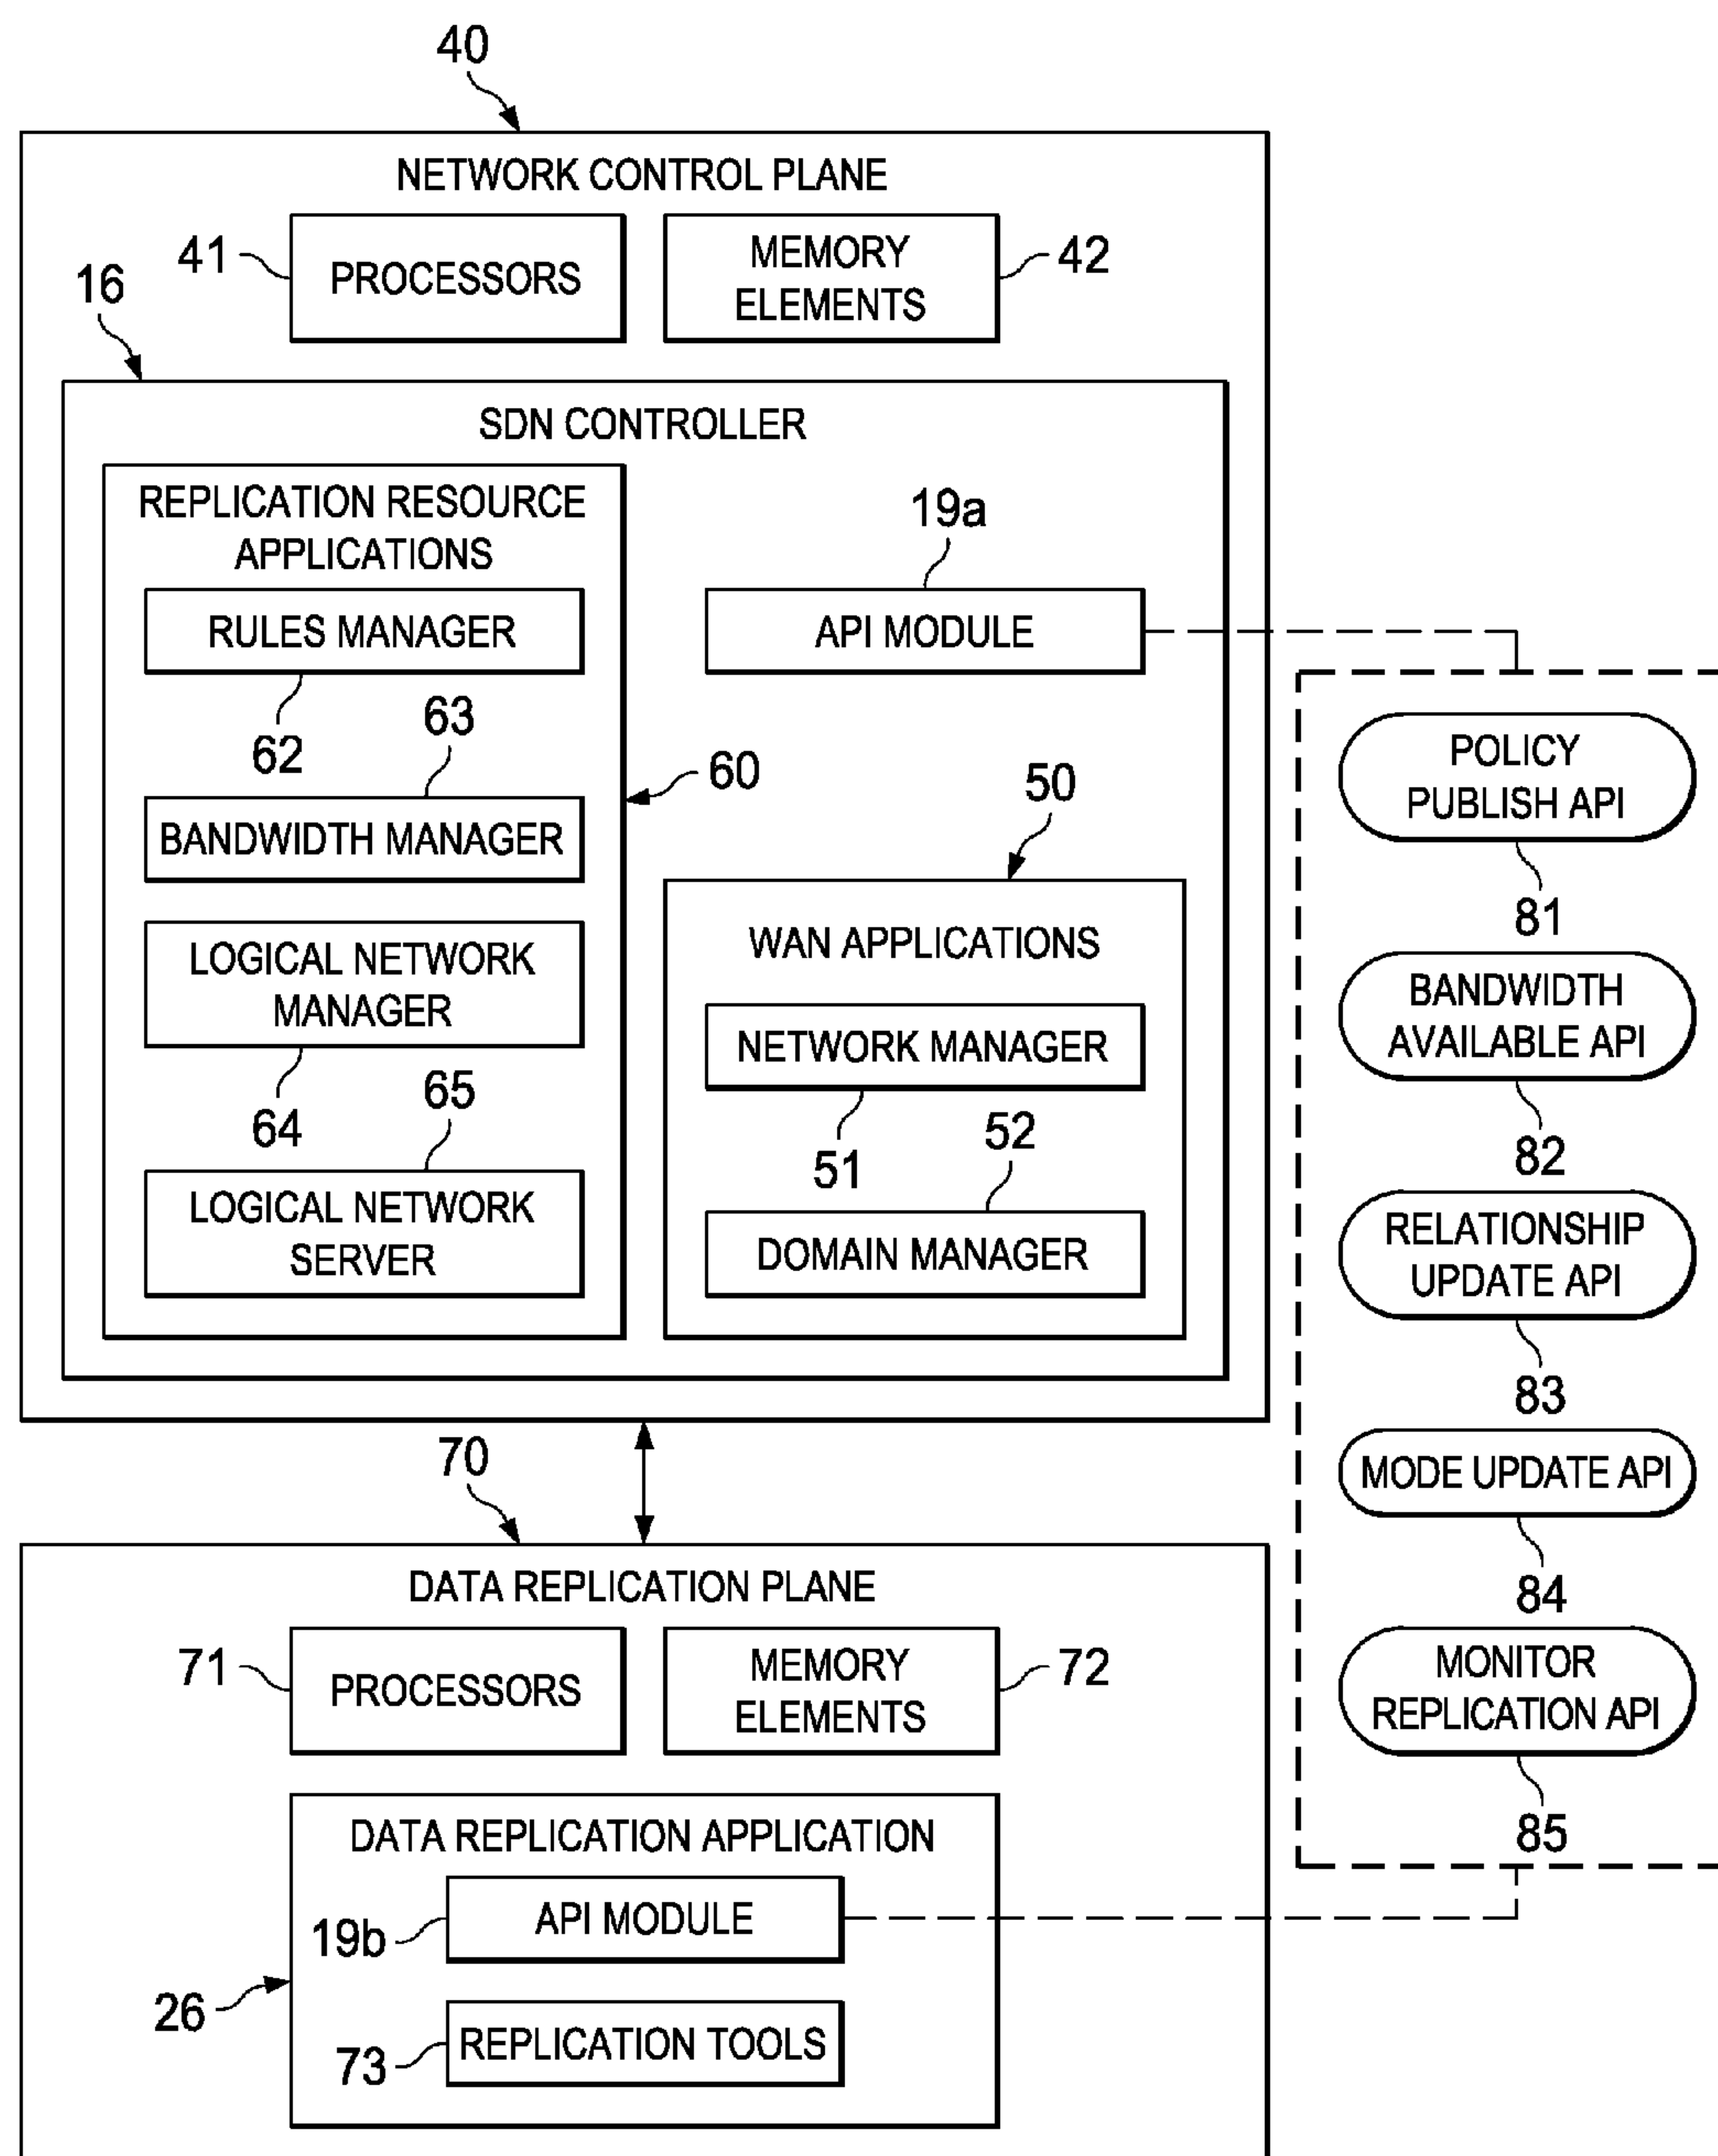 40
NETWORK CONTROL PLANE
41
PROCESSORS
MEMORY
ELEMENTS
42
16
SDN CONTROLLER
REPLICATION RESOURCE
APPLICATIONS
RULES MANAGER
62
63
BANDWIDTH MANAGER
60
LOGICAL NETWORK
MANAGER
64
65
LOGICAL NETWORK
SERVER
19a
API MODULE
50
WAN APPLICATIONS
NETWORK MANAGER
51
52
DOMAIN MANAGER
POLICY
PUBLISH API
81
BANDWIDTH
AVAILABLE API
82
RELATIONSHIP
UPDATE API
83
MODE UPDATE API
84
MONITOR
REPLICATION API
85
70
DATA REPLICATION PLANE
71
PROCESSORS
MEMORY
ELEMENTS
72
DATA REPLICATION APPLICATION
19b
API MODULE
26
73
REPLICATION TOOLS